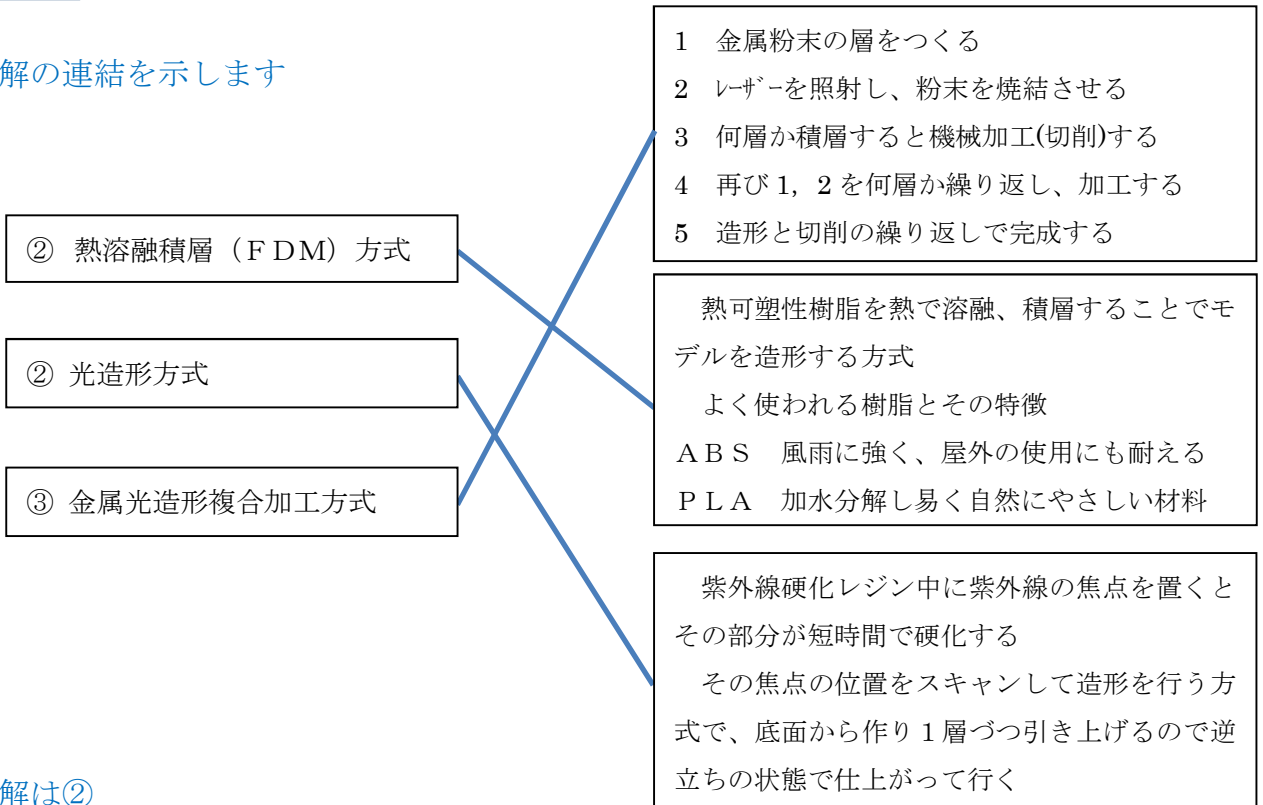 解の連結を示します
② 熱溶融積層（ＦＤＭ）方式
② 光造形方式
③ 金属光造形複合加工方式
1 金属粉末の層をつくる
2 ﾚｰｻﾞｰを照射し、粉末を焼結させる
3 何層か積層すると機械加工(切削)する
4 再び 1，2 を何層か繰り返し、加工する
5 造形と切削の繰り返しで完成する
熱可塑性樹脂を熱で溶融、積層することでモ
デルを造形する方式
よく使われる樹脂とその特徴
ＡＢＳ　風雨に強く、屋外の使用にも耐える
ＰＬＡ　加水分解し易く自然にやさしい材料
紫外線硬化レジン中に紫外線の焦点を置くと
その部分が短時間で硬化する
その焦点の位置をスキャンして造形を行う方
式で、底面から作り 1 層づつ引き上げるので逆
立ちの状態で仕上がって行く
解は②